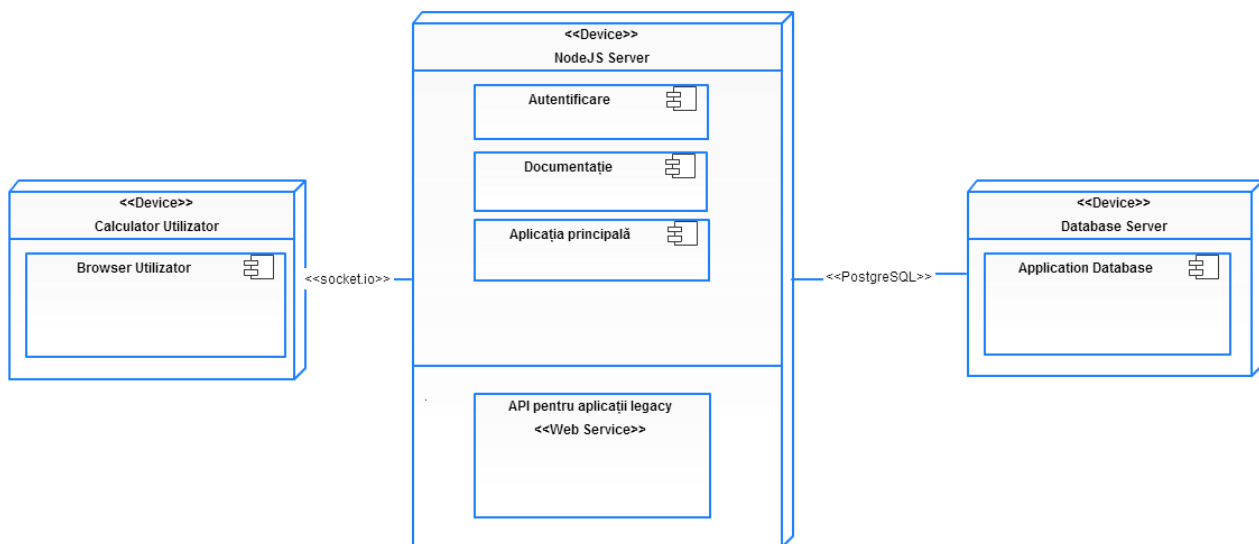 <<Device>>
NodeJS Server
Autentificare
Documentație
Aplicația principală
API pentru aplicații legacy
<<Web Service>>
<<Device>>
Calculator Utilizator
Browser Utilizator
<<socket.io>>
<<PostgreSQL>>
<<Device>>
Database Server
Application Database